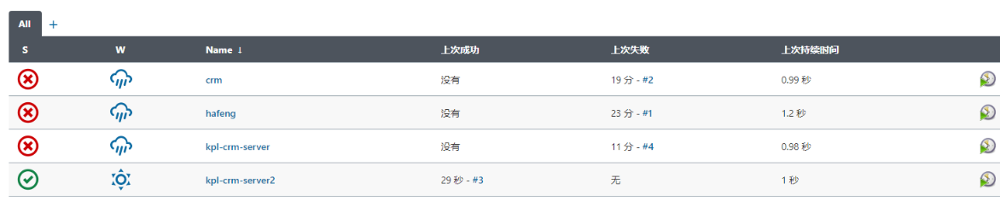 All +
S W Name ↓ 上次成功 上次失败 上次持续时间
crm 没有 19 分 - #2 0.99 秒
hafeng 没有 23 分 - #1 1.2 秒
kpl-crm-server 没有 11 分 - #4 0.98 秒
kpl-crm-server2 29 秒 - #3 无 1 秒